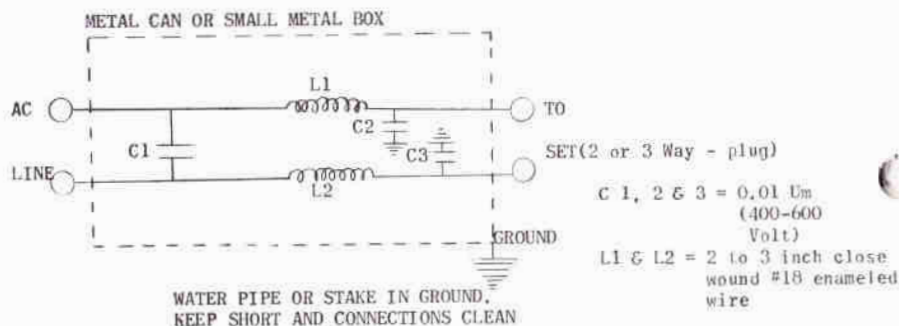 METAL CAN OR SMALL METAL BOX
L1
AC
TO
C2
C1
C3
SET(2 or 3 Way - plug)
LINE
L2
C 1, 2 & 3 = 0.01 Um
(400-600
Volt)
GROUND
L1 & L2 = 2 to 3 inch close
wound #18 enameled
wire
WATER PIPE OR STAKE IN GROUND.
KEEP SHORT AND CONNECTIONS CLEAN